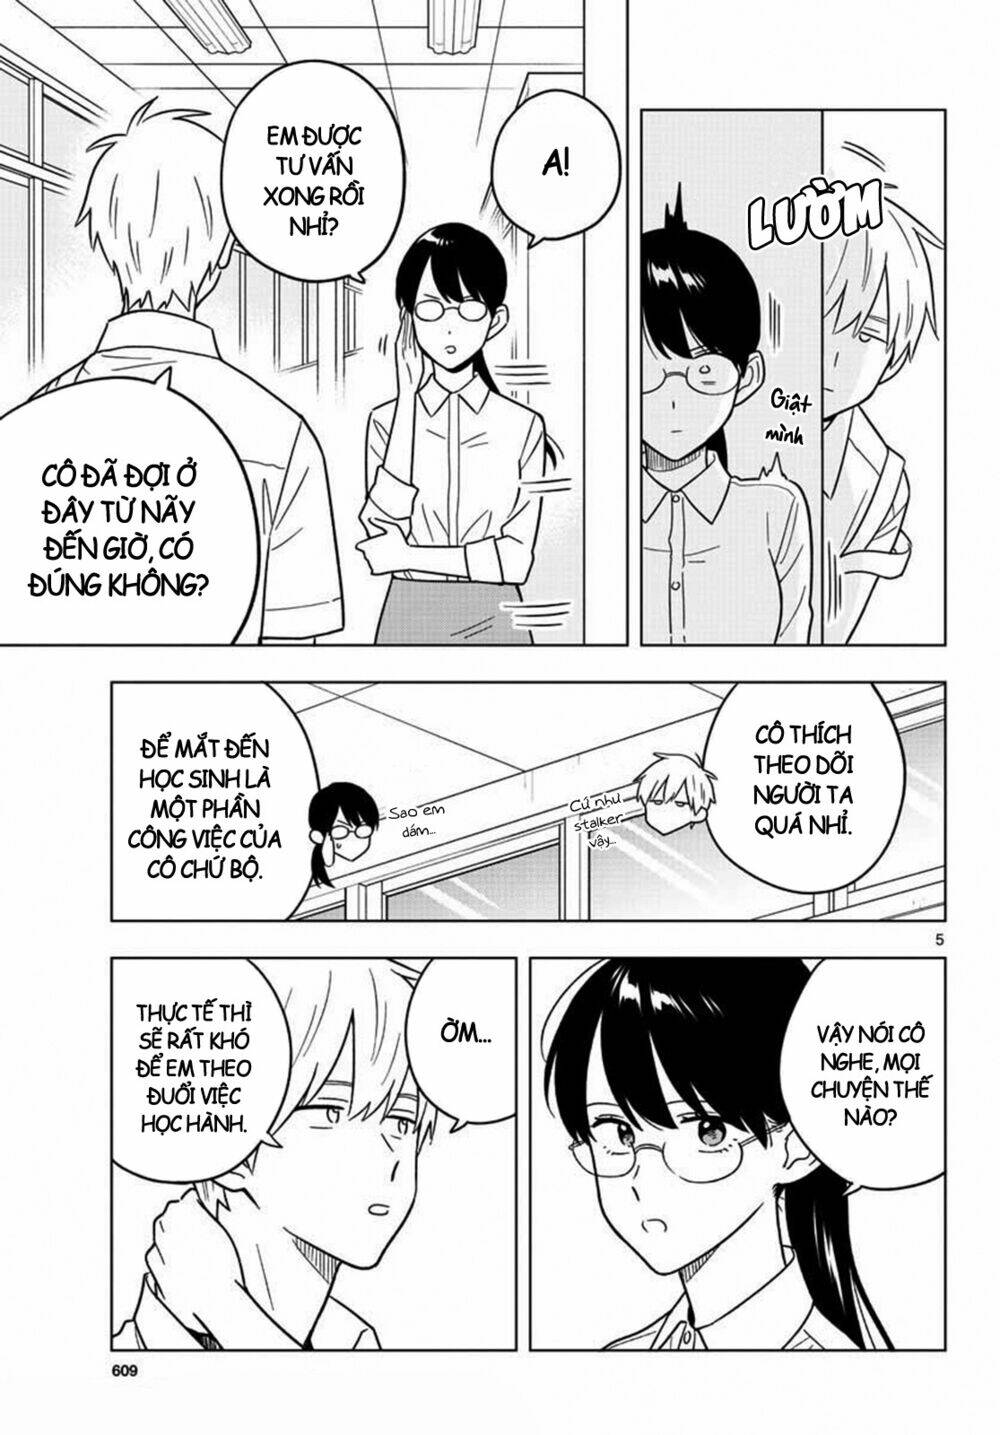 LƯỜM
Giật
mình
A!
EM ĐƯỢC
TƯ VẤN
XONG RỒI
NHỈ?
CÔ ĐÃ ĐỢI Ở
ĐÂY TỪ NÃY
ĐẾN GIỜ, CÓ
ĐÚNG KHÔNG?
CÔ THÍCH
THEO DÕI
NGƯỜI TA
QUÁ NHỈ.
Cứ như
stalker
vậy...
Sao em
dám...
ĐỂ MẮT ĐẾN
HỌC SINH LÀ
MỘT PHẦN
CÔNG VIỆC CỦA
CÔ CHỨ BỘ.
5
VẬY NÓI CÔ
NGHE, MỌI
CHUYỆN THẾ
NÀO?
ỜM...
THỰC TẾ THÌ
SẼ RẤT KHÓ
ĐỂ EM THEO
ĐUỔI VIỆC
HỌC HÀNH.
609